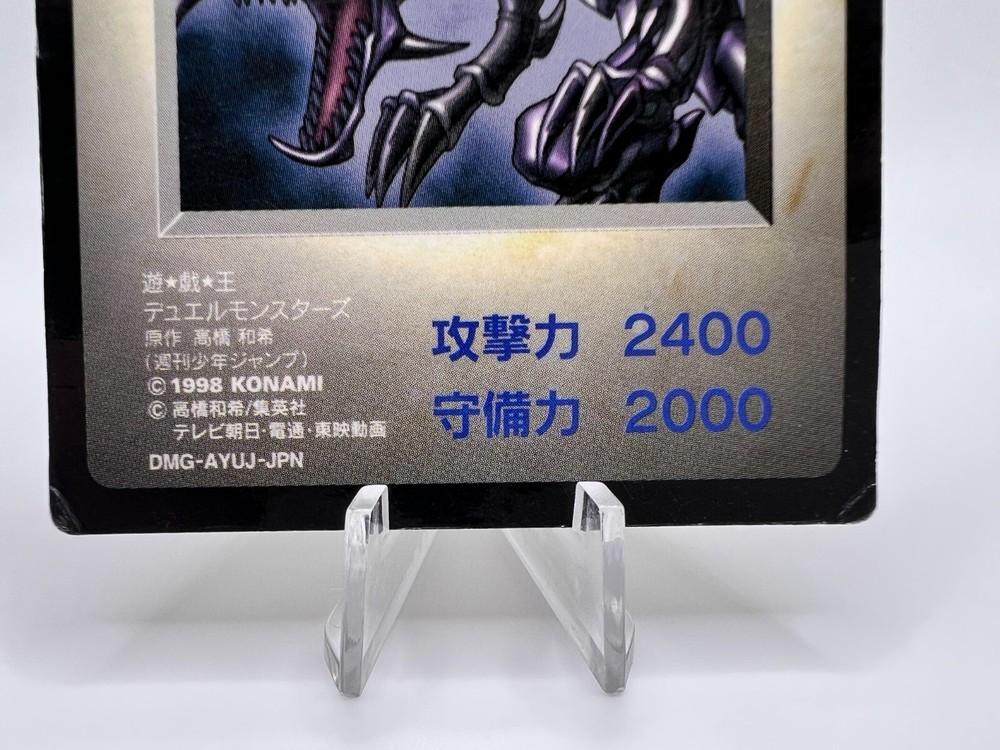 遊★戯★王
デュエルモンスターズ
原作 高橋 和希
(週刊少年ジャンプ)
© 1998 KONAMI
© 高橋和希/集英社
テレビ朝日・電通・東映動画
DMG-AYUJ-JPN
攻撃力 2400
守備力 2000